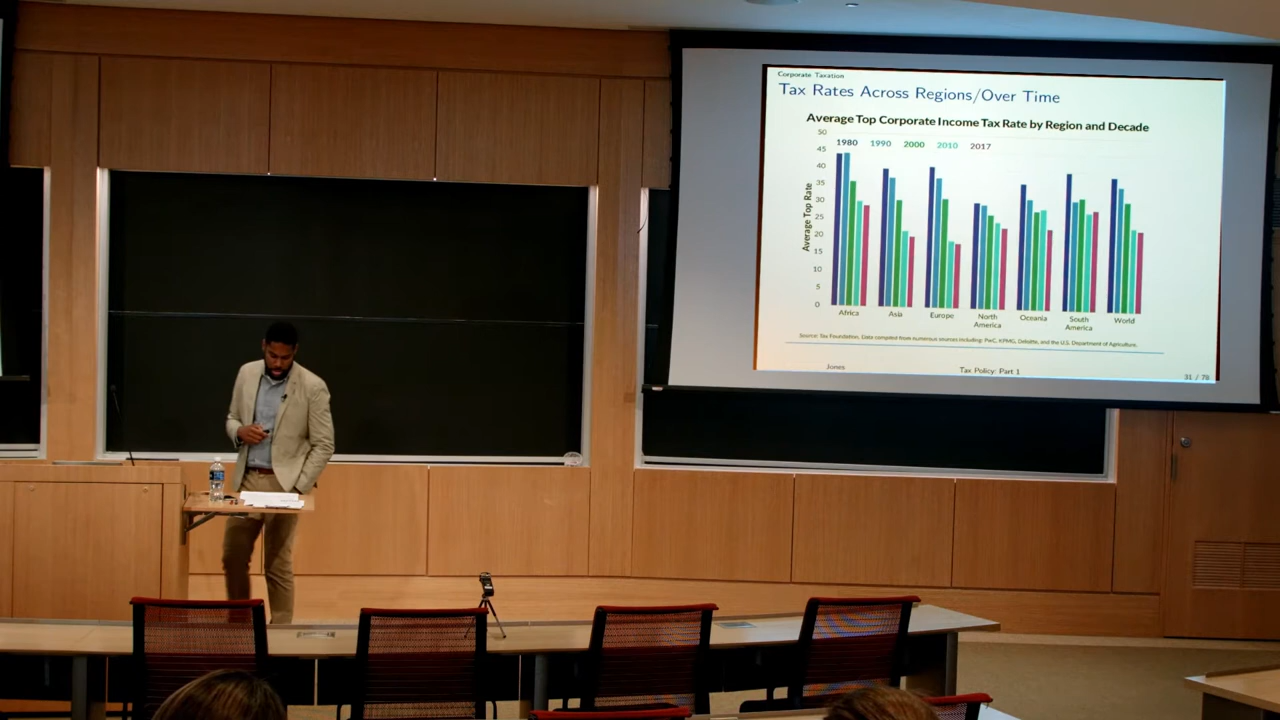 Corporate Taxation
Tax Rates Across Regions/Over Time
Average Top Corporate Income Tax Rate by Region and Decade
1980 1990 2000 2010 2017
Average Top Rate
50
45
40
35
30
25
20
15
10
5
0
Africa
Asia
Europe
North America
Oceania
South America
World
Source: Tax Foundation. Data compiled from numerous sources including: PwC, KPMG, Deloitte, and the U.S. Department of Agriculture.
Jones
Tax Policy: Part 1
31 / 78